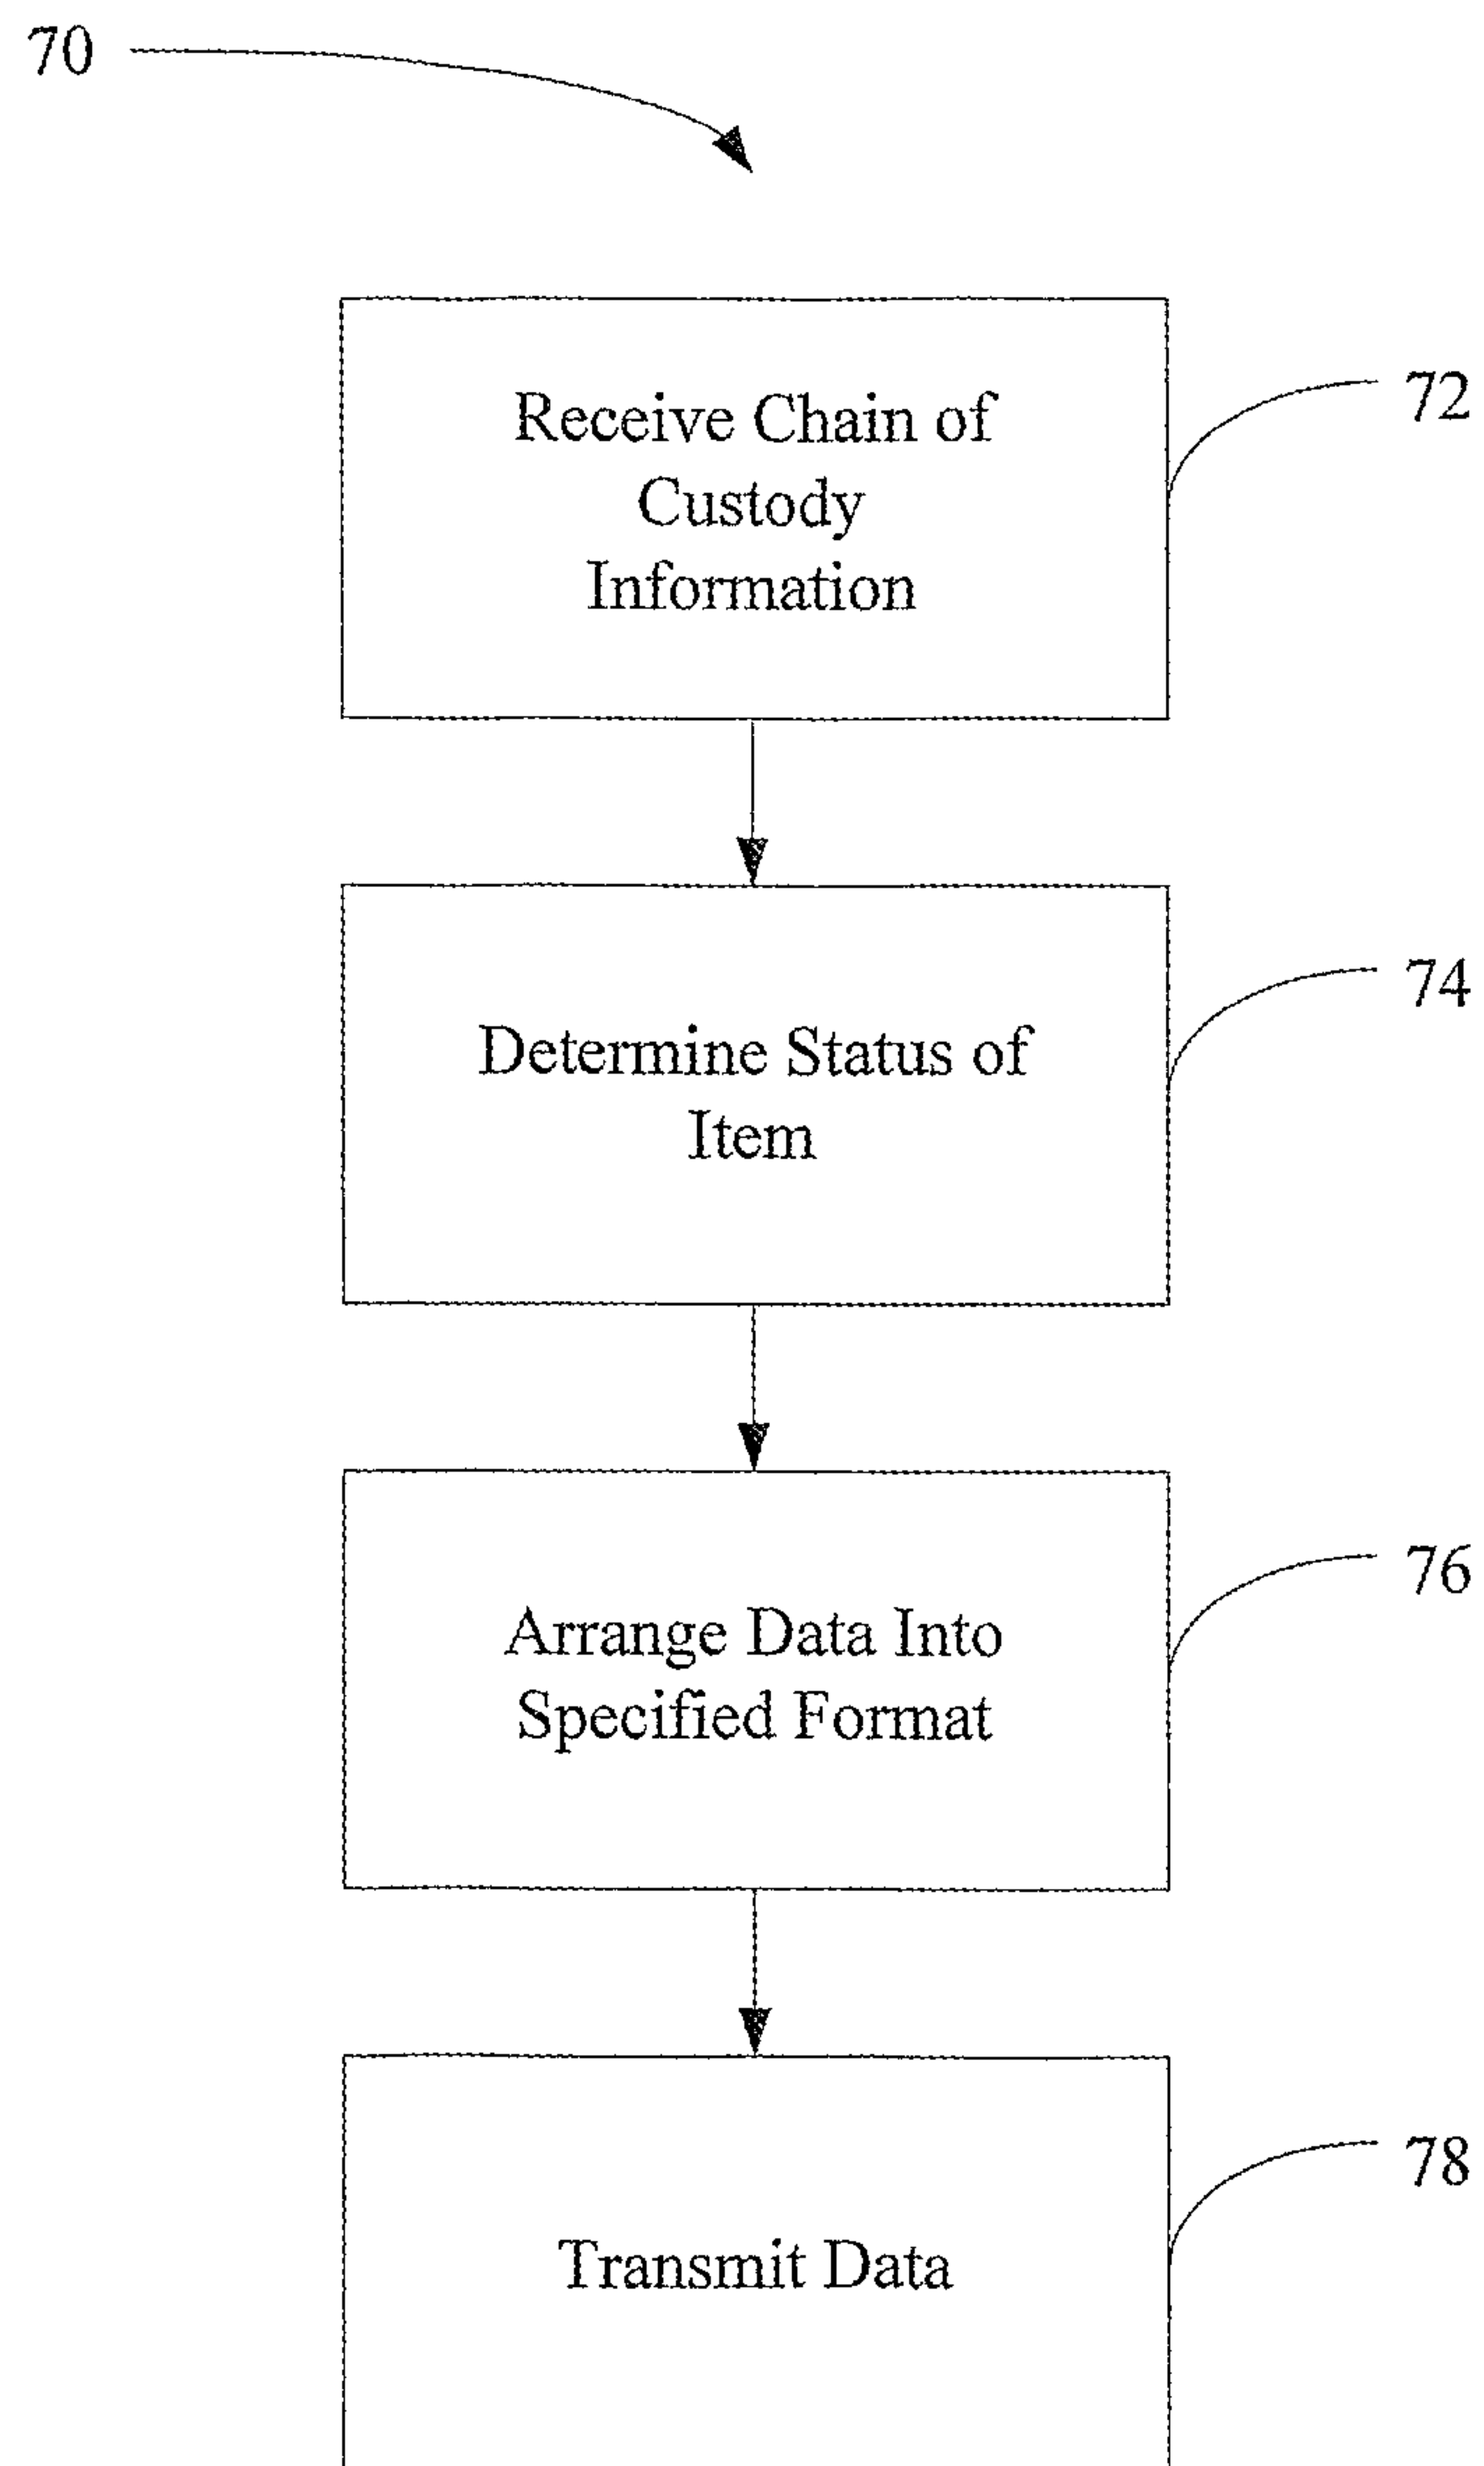 70
Receive Chain of
Custody
Information
72
Determine Status of
Item
74
Arrange Data Into
Specified Format
76
Transmit Data
78